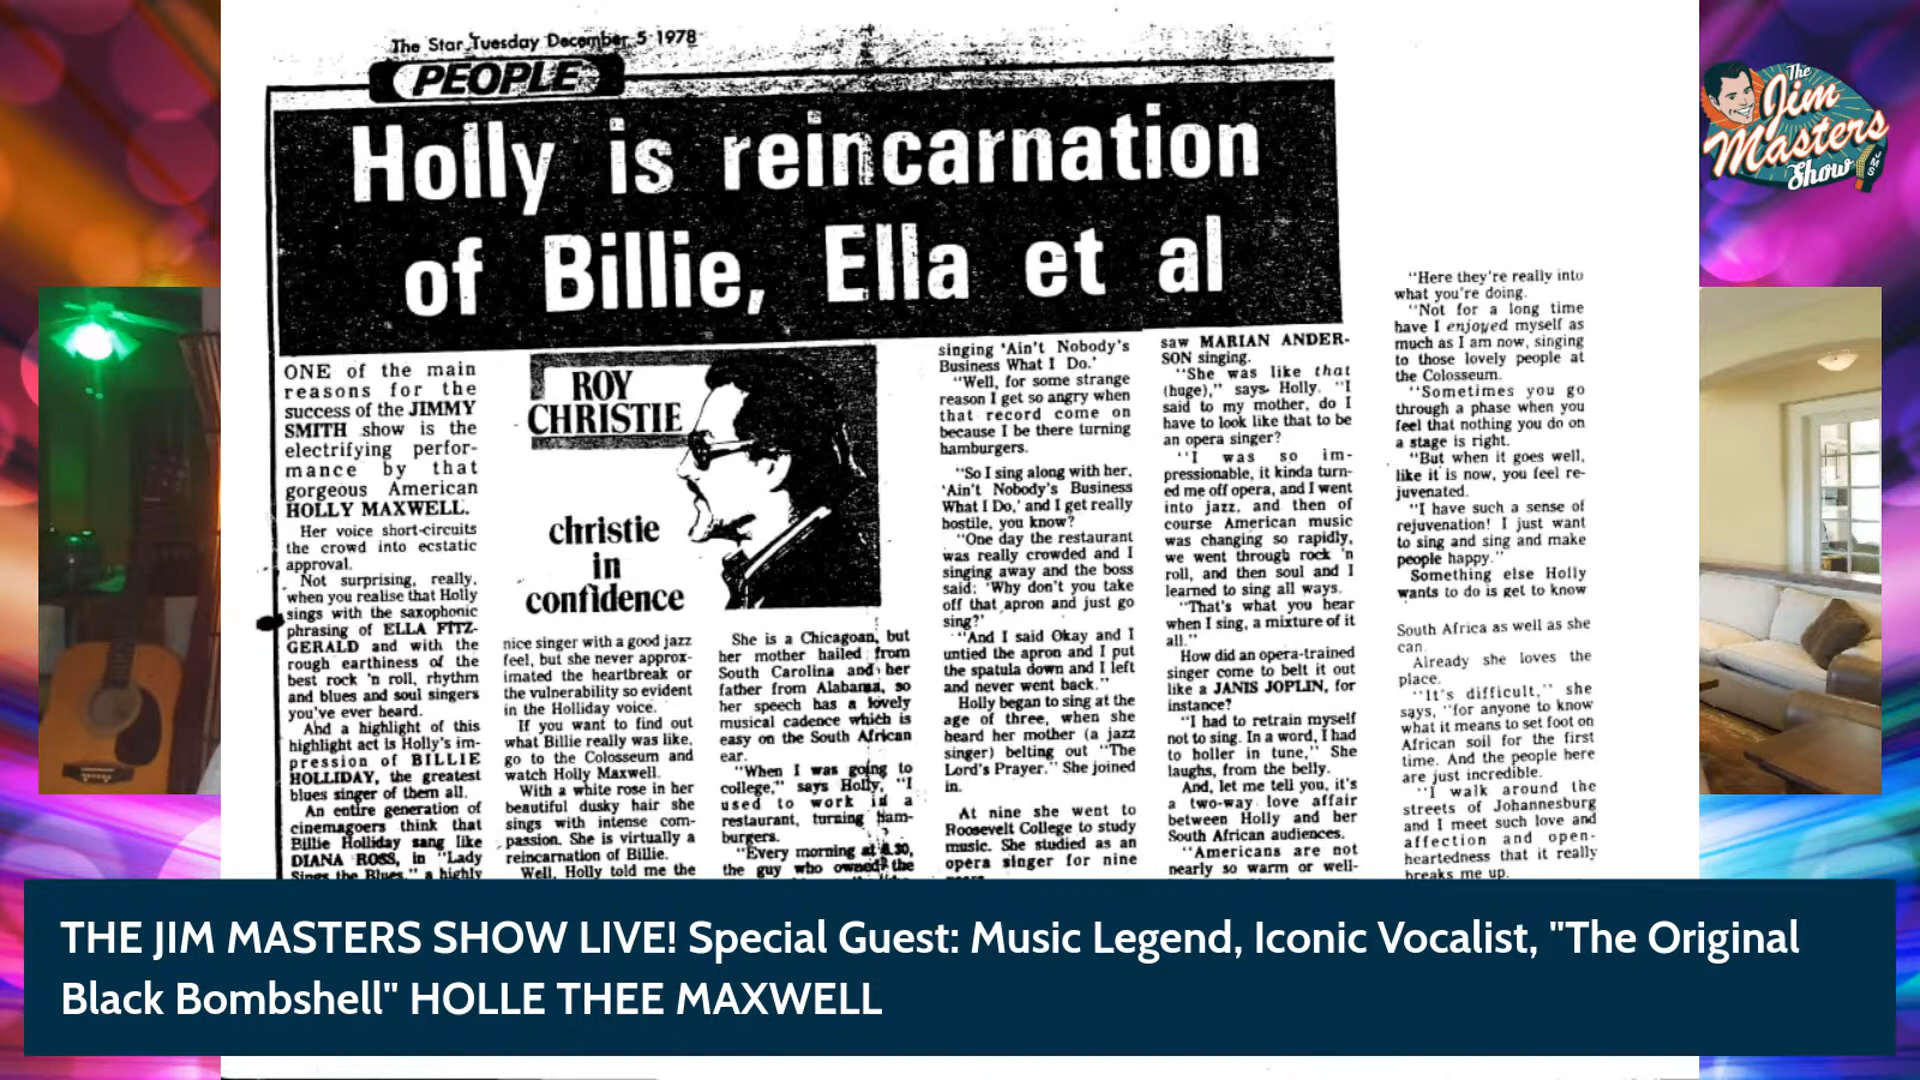 The Star Tuesday December 5 1978
PEOPLE
Holly is reincarnation
of Billie, Ella et al
ONE of the main
reasons for the
success of the JIMMY
SMITH show is the
electrifying perfor-
mance by that
gorgeous American
HOLLY MAXWELL.
Her voice short-circuits
the crowd into ecstatic
approval.
Not surprising, really,
when you realise that Holly
sings with the saxophonic
phrasing of ELLA FITZ-
GERALD and with the
rough earthiness of the
best rock 'n roll, rhythm
and blues and soul singers
you've ever heard.
And a highlight of this
highlight act is Holly's im-
pression of BILLIE
HOLLIDAY, the greatest
blues singer of them all.
An entire generation of
cinemagoers think that
Billie Holliday sang like
DIANA ROSS, in "Lady
Sings the Blues," a highly
ROY
CHRISTIE
christie
in
confidence
nice singer with a good jazz
feel, but she never approx-
imated the heartbreak or
the vulnerability so evident
in the Holliday voice.
If you want to find out
what Billie really was like,
go to the Colosseum and
watch Holly Maxwell.
With a white rose in her
beautiful dusky hair she
sings with intense com-
passion. She is virtually a
reincarnation of Billie.
Well, Holly told me the
She is a Chicagoan, but
her mother hailed from
South Carolina and her
father from Alabama, so
her speech has a lovely
musical cadence which is
easy on the South African
ear.
"When I was going to
college," says Holly, "I
used to work in a
restaurant, turning ham-
burgers.
"Every morning at 4.30,
the guy who owned the
singing 'Ain't Nobody's
Business What I Do.'
"Well, for some strange
reason I get so angry when
that record come on
because I be there turning
hamburgers.
"So I sing along with her,
'Ain't Nobody's Business
What I Do,' and I get really
hostile, you know?
"One day the restaurant
was really crowded and I
singing away and the boss
said: 'Why don't you take
off that apron and just go
sing?'
"And I said Okay and I
untied the apron and I put
the spatula down and I left
and never went back."
Holly began to sing at the
age of three, when she
heard her mother (a jazz
singer) belting out "The
Lord's Prayer." She joined
in.
At nine she went to
Roosevelt College to study
music. She studied as an
opera singer for nine
saw MARIAN ANDER-
SON singing.
"She was like that
(huge)," says Holly. "I
said to my mother, do I
have to look like that to be
an opera singer?
"I was so im-
pressionable, it kinda turn-
ed me off opera, and I went
into jazz, and then of
course American music
was changing so rapidly,
we went through rock 'n
roll, and then soul and I
learned to sing all ways.
"That's what you hear
when I sing, a mixture of it
all."
How did an opera-trained
singer come to belt it out
like a JANIS JOPLIN, for
instance?
"I had to retrain myself
not to sing. In a word, I had
to holler in tune," She
laughs, from the belly.
And, let me tell you, it's
a two-way love affair
between Holly and her
South African audiences.
"Americans are not
nearly so warm or well-
"Here they're really into
what you're doing.
"Not for a long time
have I enjoyed myself as
much as I am now, singing
to those lovely people at
the Colosseum.
"Sometimes you go
through a phase when you
feel that nothing you do on
a stage is right.
"But when it goes well,
like it is now, you feel re-
juvenated.
"I have such a sense of
rejuvenation! I just want
to sing and sing and make
people happy."
Something else Holly
wants to do is get to know
South Africa as well as she
can.
Already she loves the
place.
"It's difficult," she
says, "for anyone to know
what it means to set foot on
African soil for the first
time. And the people here
are just incredible.
"I walk around the
streets of Johannesburg
and I meet such love and
affection and open-
heartedness that it really
breaks me up.
The
Jim
Masters
Show
JMS
THE JIM MASTERS SHOW LIVE! Special Guest: Music Legend, Iconic Vocalist, "The Original
Black Bombshell" HOLLE THEE MAXWELL